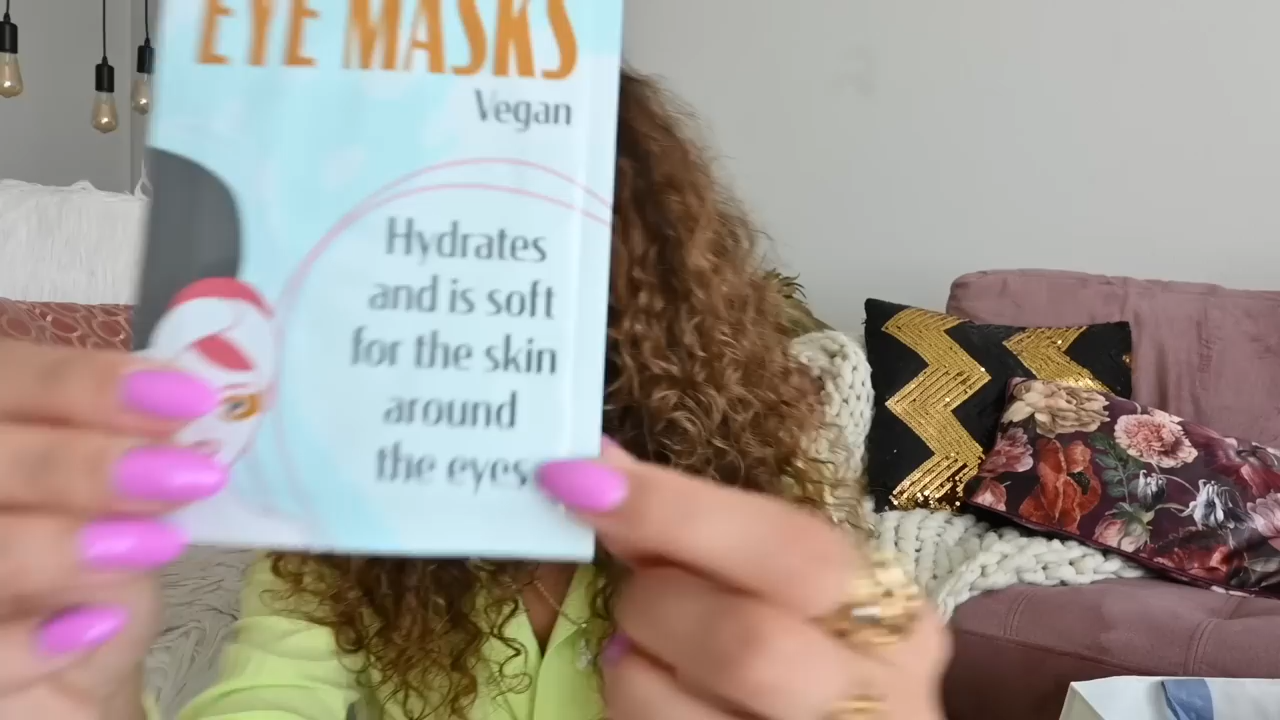 EYE MASKS
Vegan
Hydrates
and is soft
for the skin
around
the eyes